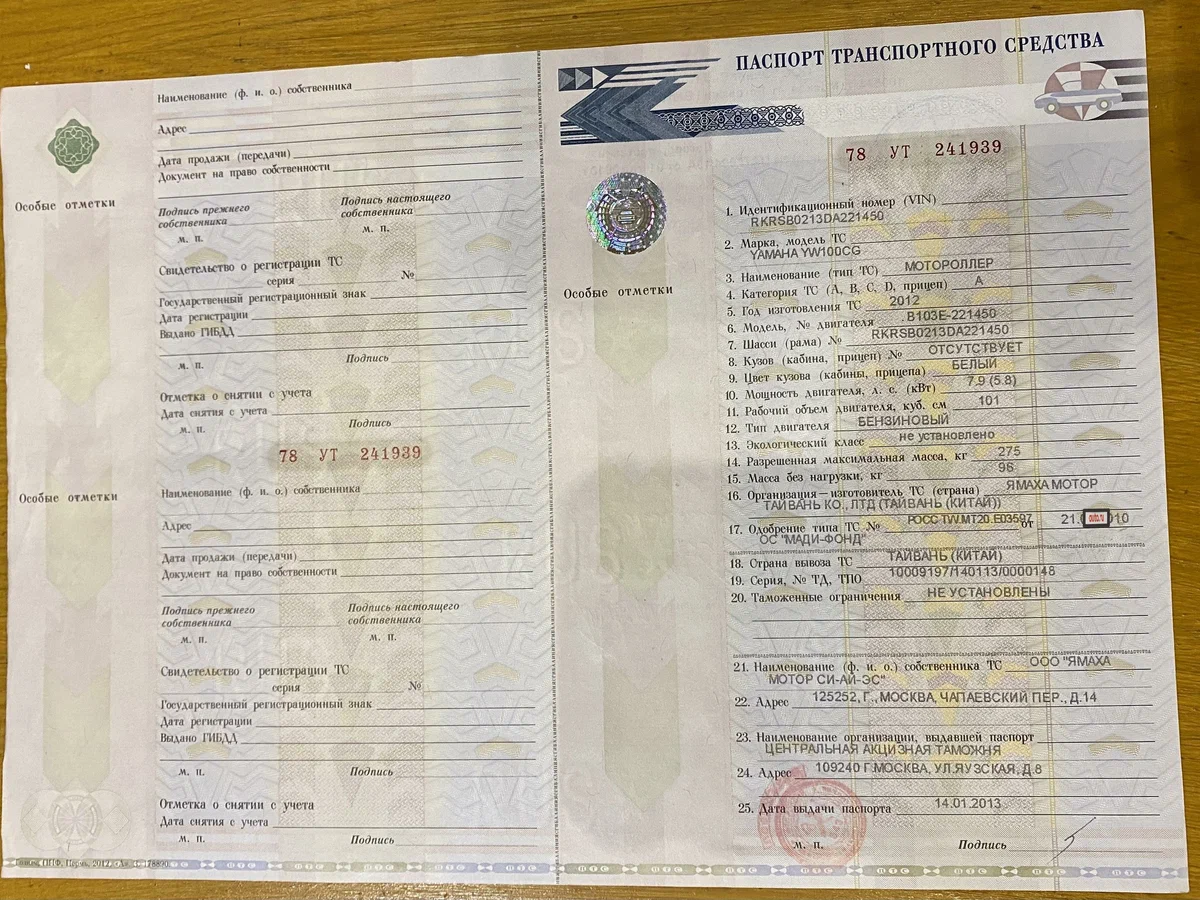 Наименование (ф. и. о.) собственника
Адрес
Дата продажи (передачи)
Документ на право собственности
Особые отметки
Подпись прежнего собственника
Подпись настоящего собственника
м. п.
м. п.
Свидетельство о регистрации ТС
серия № 
Государственный регистрационный знак
Дата регистрации
Выдано ГИБДД
м. п. Подпись
Отметка о снятии с учета
Дата снятия с учета
м. п. Подпись
78 УТ 241939
Особые отметки
Наименование (ф. и. о.) собственника
Адрес
Дата продажи (передачи)
Документ на право собственности
Подпись прежнего собственника
Подпись настоящего собственника
м. п.
м. п.
Свидетельство о регистрации ТС
серия №
Государственный регистрационный знак
Дата регистрации
Выдано ГИБДД
м. п. Подпись
Отметка о снятии с учета
Дата снятия с учета
м. п. Подпись
ПАСПОРТ ТРАНСПОРТНОГО СРЕДСТВА
78 УТ 241939
Особые отметки
1. Идентификационный номер (VIN)
RKRSB0213DA221450
2. Марка, модель ТС
YAMAHA YW100CG
3. Наименование (тип ТС) МОТОРОЛЛЕР
4. Категория ТС (А, В, С, D, прицеп) А
5. Год изготовления ТС 2012
6. Модель, № двигателя B103E-221450
7. Шасси (рама) № RKRSB0213DA221450
8. Кузов (кабина, прицеп) № ОТСУТСТВУЕТ
9. Цвет кузова (кабины, прицепа) БЕЛЫЙ
10. Мощность двигателя, л. с. (кВт) 7.9 (5.8)
11. Рабочий объем двигателя, куб. см 101
12. Тип двигателя БЕНЗИНОВЫЙ
13. Экологический класс не установлено
14. Разрешенная максимальная масса, кг 275
15. Масса без нагрузки, кг 96
16. Организация—изготовитель ТС (страна) ЯМАХА МОТОР
ТАЙВАНЬ КО., ЛТД (ТАЙВАНЬ (КИТАЙ))
17. Одобрение типа ТС № РОСС TW.MT20.E03597 от 21. auto.ru 010
ОС "МАДИ-ФОНД"
18. Страна вывоза ТС ТАЙВАНЬ (КИТАЙ)
19. Серия, № ТД, ТПО 10009197/140113/0000148
20. Таможенные ограничения НЕ УСТАНОВЛЕНЫ
21. Наименование (ф. и. о.) собственника ТС ООО "ЯМАХА
МОТОР СИ-АЙ-ЭС"
22. Адрес 125252, Г., МОСКВА, ЧАПАЕВСКИЙ ПЕР., Д.14
23. Наименование организации, выдавшей паспорт
ЦЕНТРАЛЬНАЯ АКЦИЗНАЯ ТАМОЖНЯ
24. Адрес 109240 Г.МОСКВА, УЛ.ЯУЗСКАЯ, Д.8
25. Дата выдачи паспорта 14.01.2013
м. п. Подпись